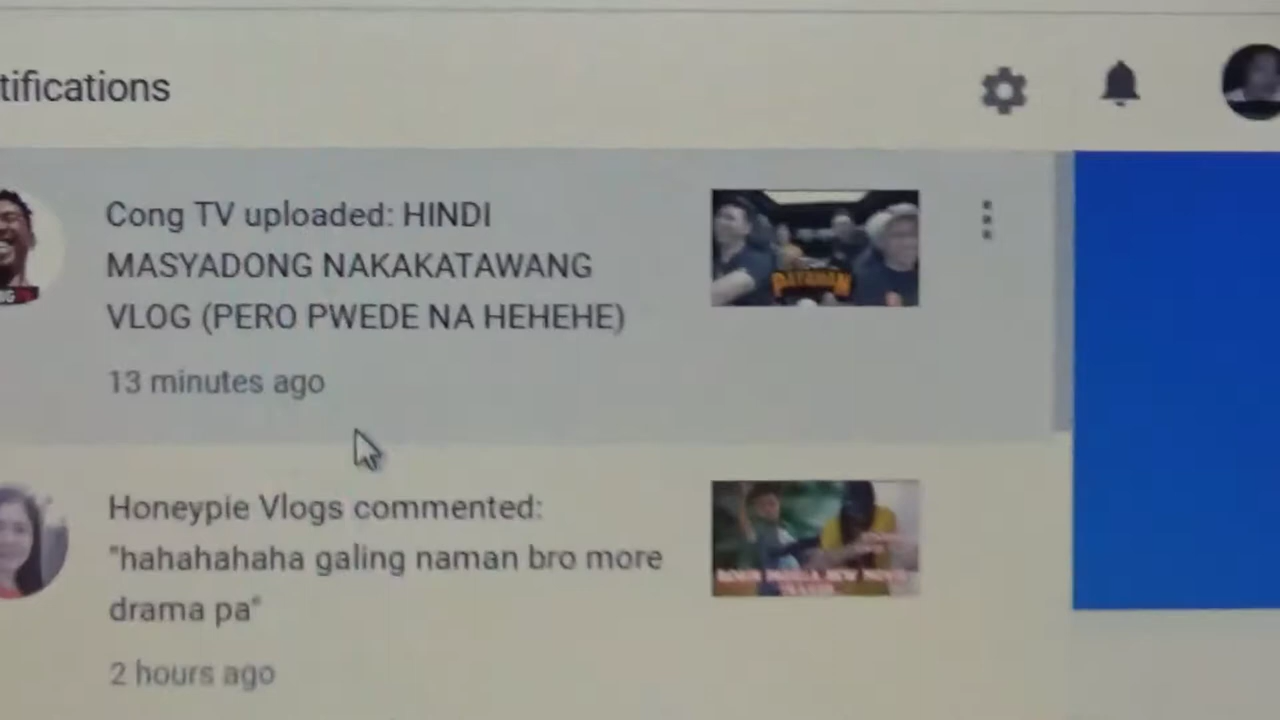 tifications
Cong TV uploaded: HINDI
MASYADONG NAKAKATAWANG
VLOG (PERO PWEDE NA HEHEHE)
13 minutes ago
Honeypie Vlogs commented:
"hahahahaha galing naman bro more
drama pa"
2 hours ago